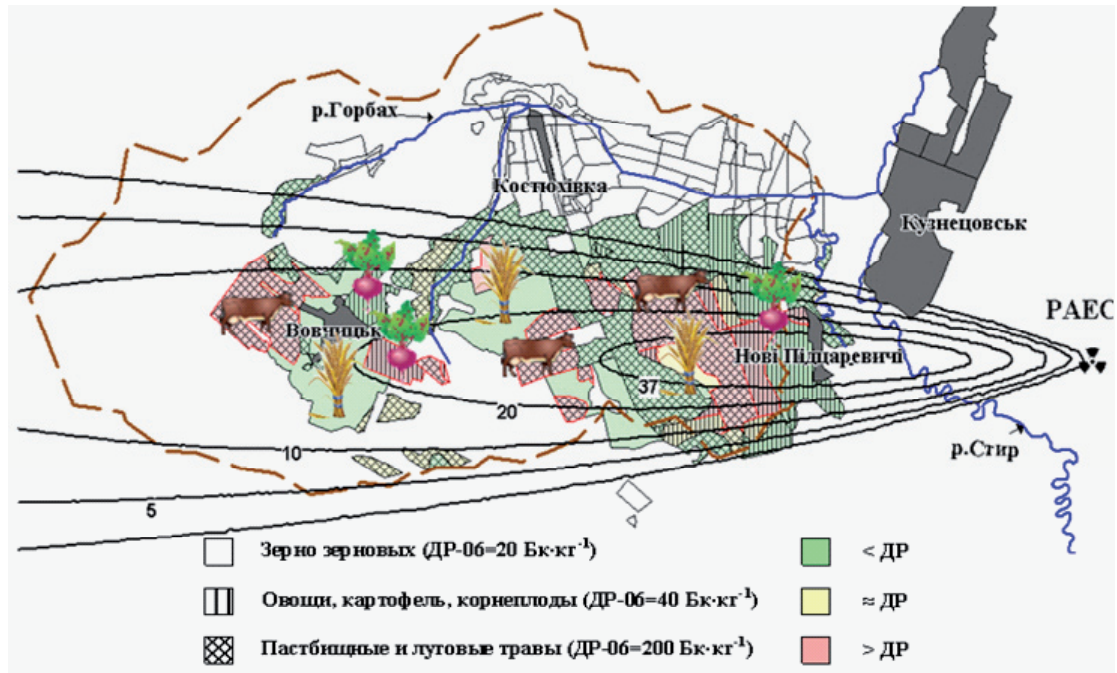 р.Горбах
Костюхівка
Кузнецовськ
РАЕС
Вовчицьк
Нові Підцаревичі
37
20
10
р.Стир
5
Зерно зерновых (ДР-06=20 Бк·кг⁻¹)
< ДР
Овощи, картофель, корнеплоды (ДР-06=40 Бк·кг⁻¹)
≈ ДР
Пастбищные и луговые травы (ДР-06=200 Бк·кг⁻¹)
> ДР